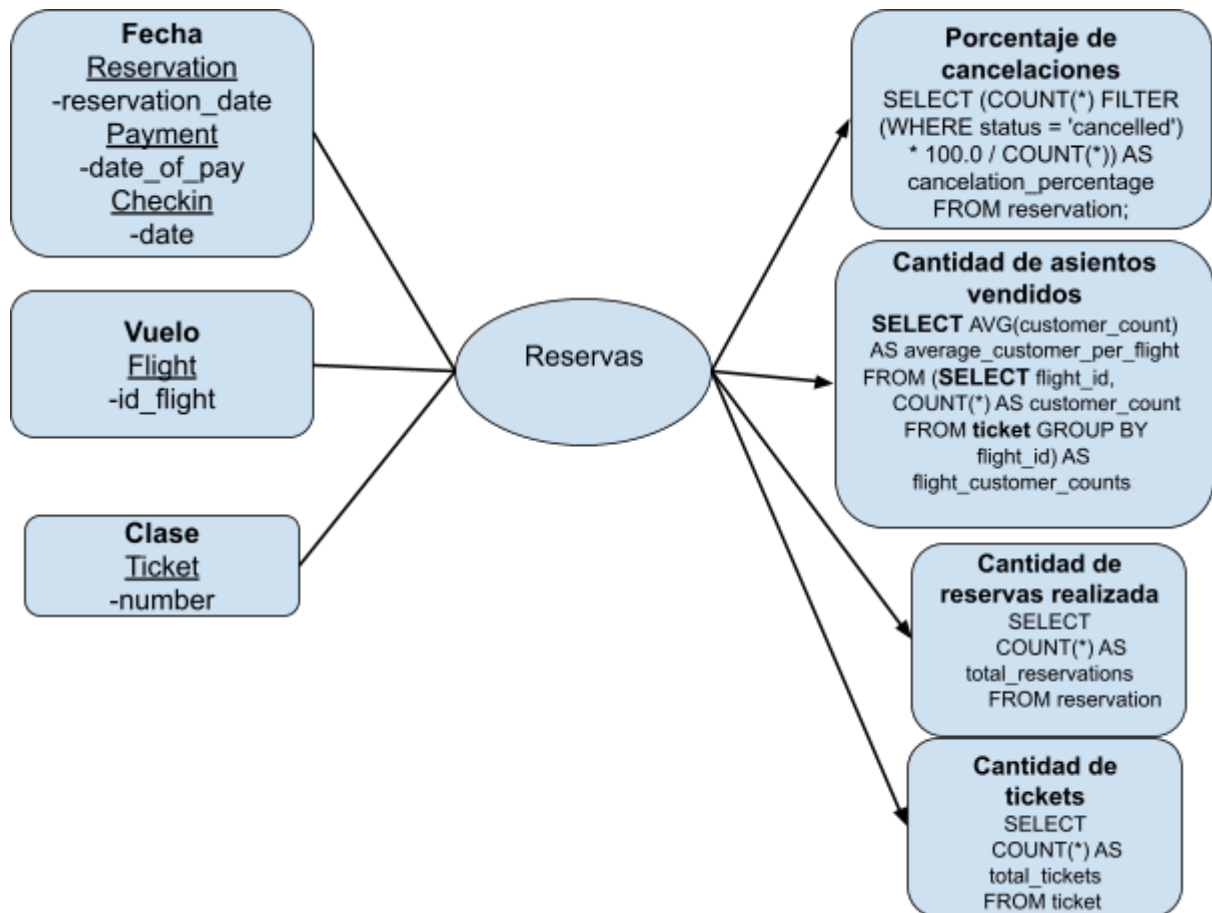 Fecha
Reservation
-reservation_date
Payment
-date_of_pay
Checkin
-date
Vuelo
Flight
-id_flight
Clase
Ticket
-number
Reservas
Porcentaje de
cancelaciones
SELECT (COUNT(*) FILTER
(WHERE status = 'cancelled')
* 100.0 / COUNT(*)) AS
cancelation_percentage
FROM reservation;
Cantidad de asientos
vendidos
SELECT AVG(customer_count)
AS average_customer_per_flight
FROM (SELECT flight_id,
COUNT(*) AS customer_count
FROM ticket GROUP BY
flight_id) AS
flight_customer_counts
Cantidad de
reservas realizada
SELECT
COUNT(*) AS
total_reservations
FROM reservation
Cantidad de
tickets
SELECT
COUNT(*) AS
total_tickets
FROM ticket